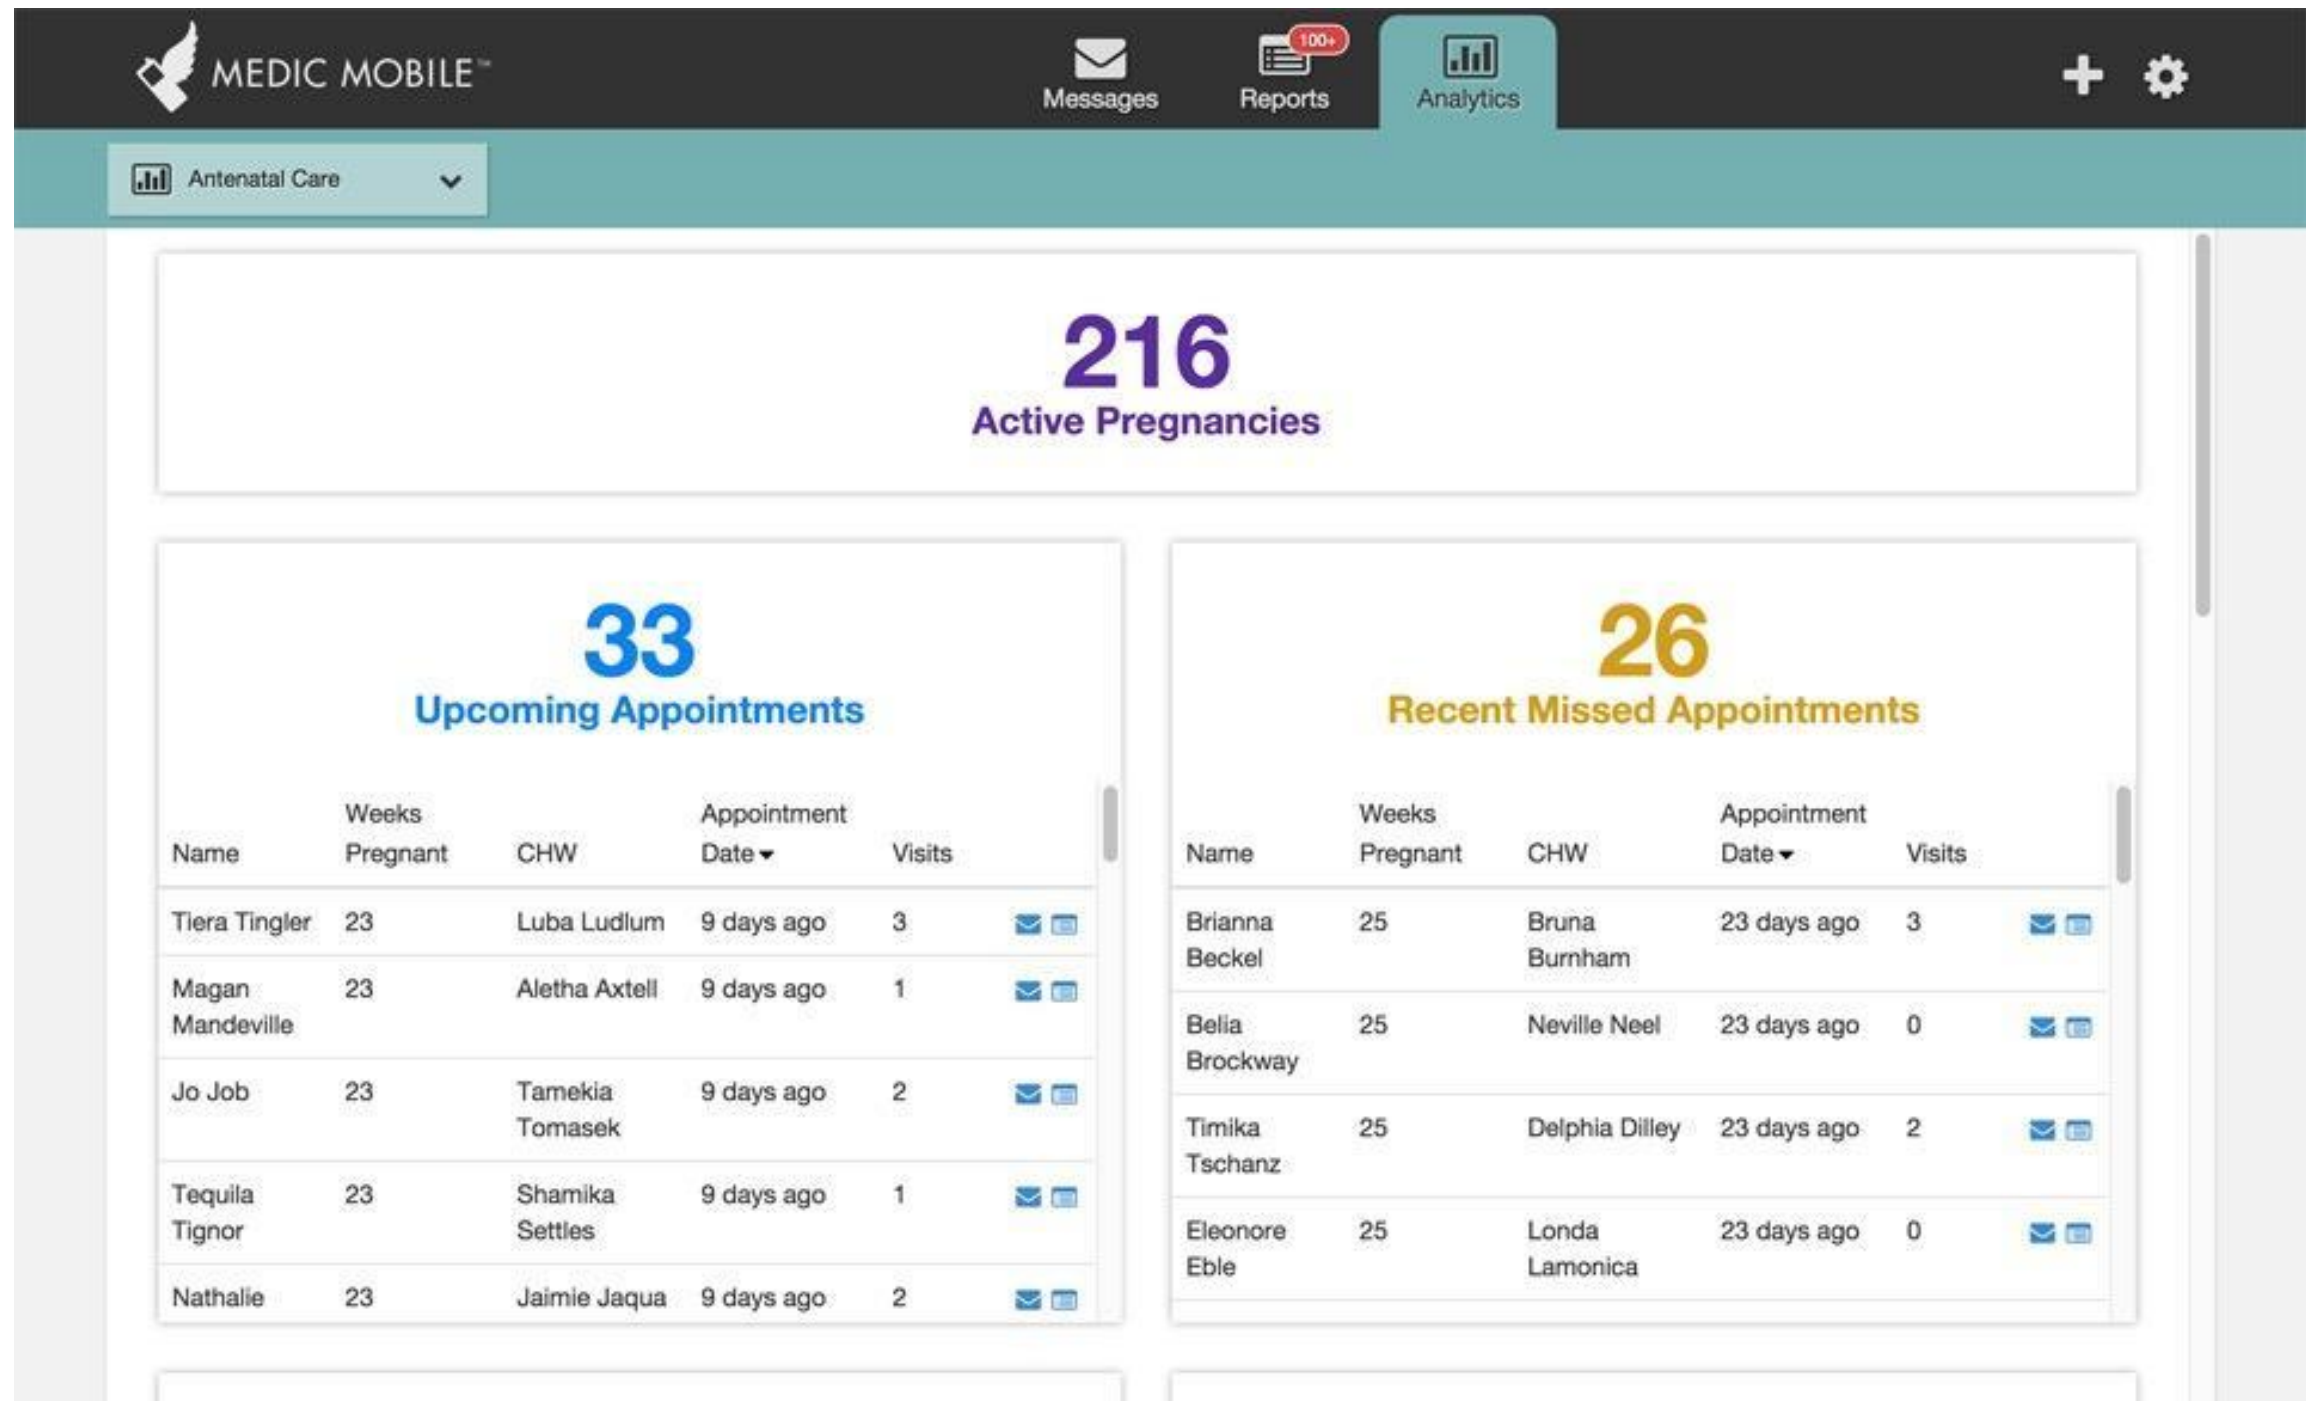 MEDIC MOBILE™
Messages
Reports
100+
Analytics
Antenatal Care
216
Active Pregnancies
33
Upcoming Appointments
Name Weeks Pregnant CHW Appointment Date Visits
Tiera Tingler 23 Luba Ludlum 9 days ago 3
Magan Mandeville 23 Aletha Axtell 9 days ago 1
Jo Job 23 Tamekia Tomasek 9 days ago 2
Tequila Tignor 23 Shamika Settles 9 days ago 1
Nathalie 23 Jaimie Jaqua 9 days ago 2
26
Recent Missed Appointments
Name Weeks Pregnant CHW Appointment Date Visits
Brianna Beckel 25 Bruna Burnham 23 days ago 3
Belia Brockway 25 Neville Neel 23 days ago 0
Timika Tschanz 25 Delphia Dilley 23 days ago 2
Eleonore Eble 25 Londa Lamonica 23 days ago 0